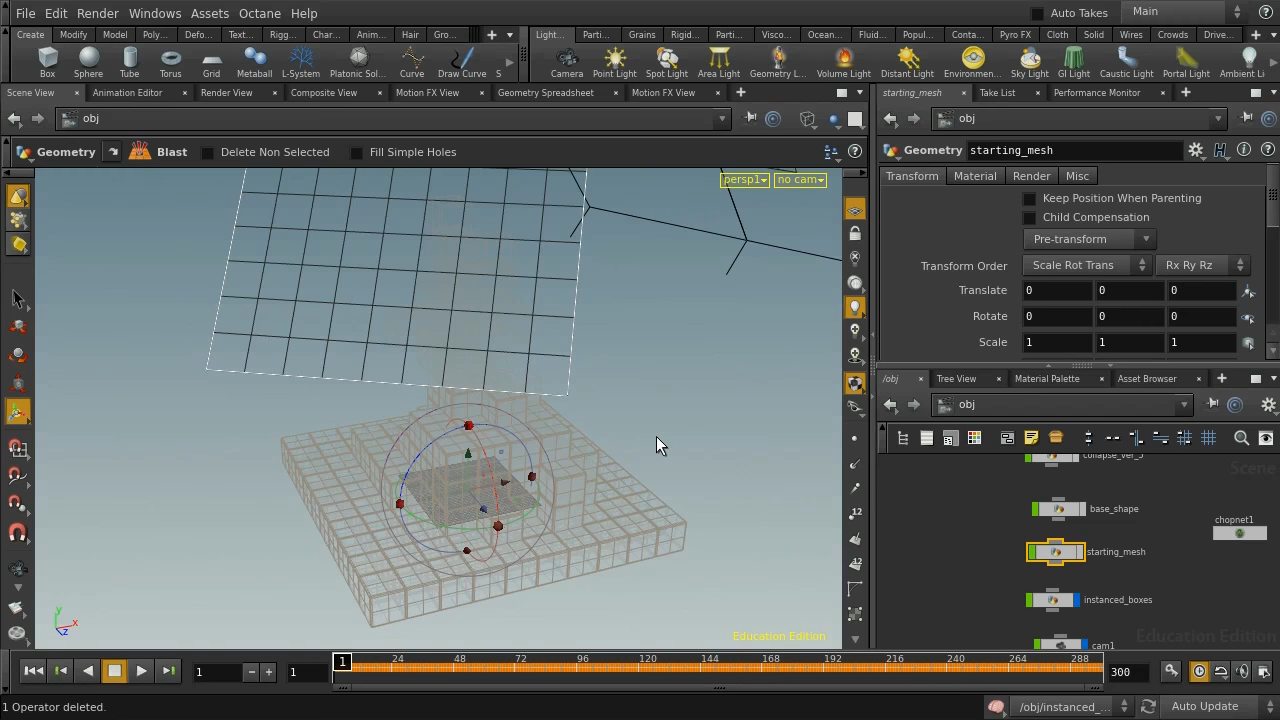 File Edit Render Windows Assets Octane Help Auto Takes Main
Create Modify Model Poly... Defo... Text... Rigg... Char... Anim... Hair Gro... Light... Parti... Grains Rigid... Parti... Visco... Ocean... Fluid... Popul... Conta... Pyro FX Cloth Solid Wires Crowds Drive...
Box Sphere Tube Torus Grid Metaball L-System Platonic Sol... Curve Draw Curve S Camera Point Light Spot Light Area Light Geometry L... Volume Light Distant Light Environmen... Sky Light GI Light Caustic Light Portal Light Ambient Li
Scene View Animation Editor Render View Composite View Motion FX View Geometry Spreadsheet Motion FX View starting_mesh Take List Performance Monitor
obj obj
Geometry Blast Delete Non Selected Fill Simple Holes Geometry starting_mesh
persp1 no cam
Transform Material Render Misc
Keep Position When Parenting
Child Compensation
Pre-transform
Transform Order Scale Rot Trans Rx Ry Rz
Translate 0 0 0
Rotate 0 0 0
Scale 1 1 1
/obj Tree View Material Palette Asset Browser
obj
collapse_ver_5
Scene
base_shape
chopnet1
starting_mesh
instanced_boxes
Education Edition
cam1
Education Edition
y
x
z
1 1 1 24 48 72 96 120 144 168 192 216 240 264 288 300
1 Operator deleted. /obj/instanced_... Auto Update
12
12